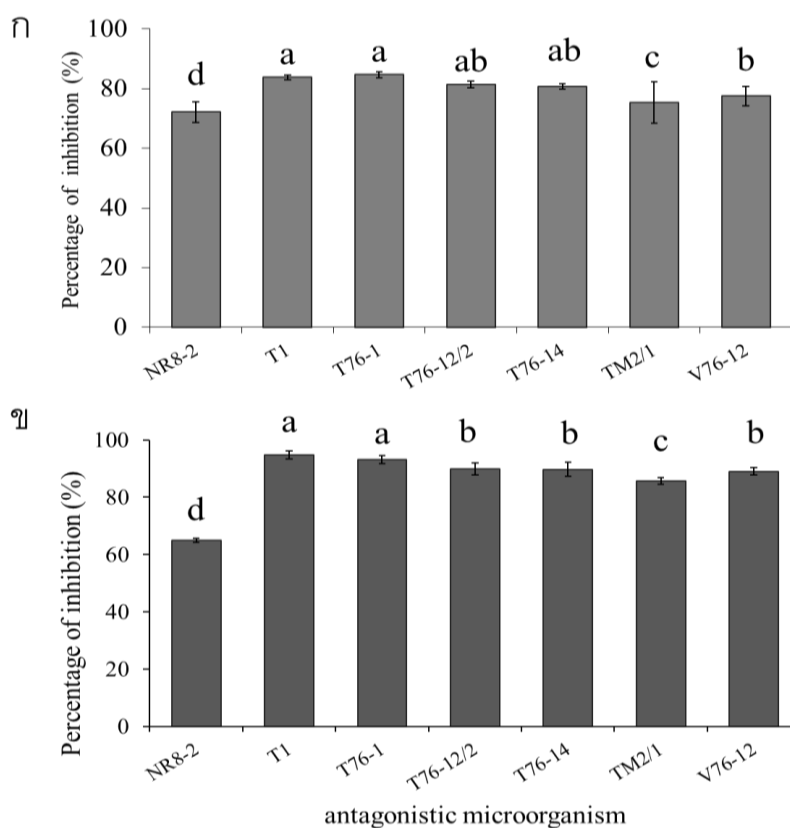 ก
Percentage of inhibition (%)
100
80
60
40
20
0
d
a
a
ab
ab
c
b
NR8-2
T1
T76-1
T76-12/2
T76-14
TM2/1
V76-12
ข
Percentage of inhibition (%)
100
80
60
40
20
0
d
a
a
b
b
c
b
NR8-2
T1
T76-1
T76-12/2
T76-14
TM2/1
V76-12
antagonistic microorganism